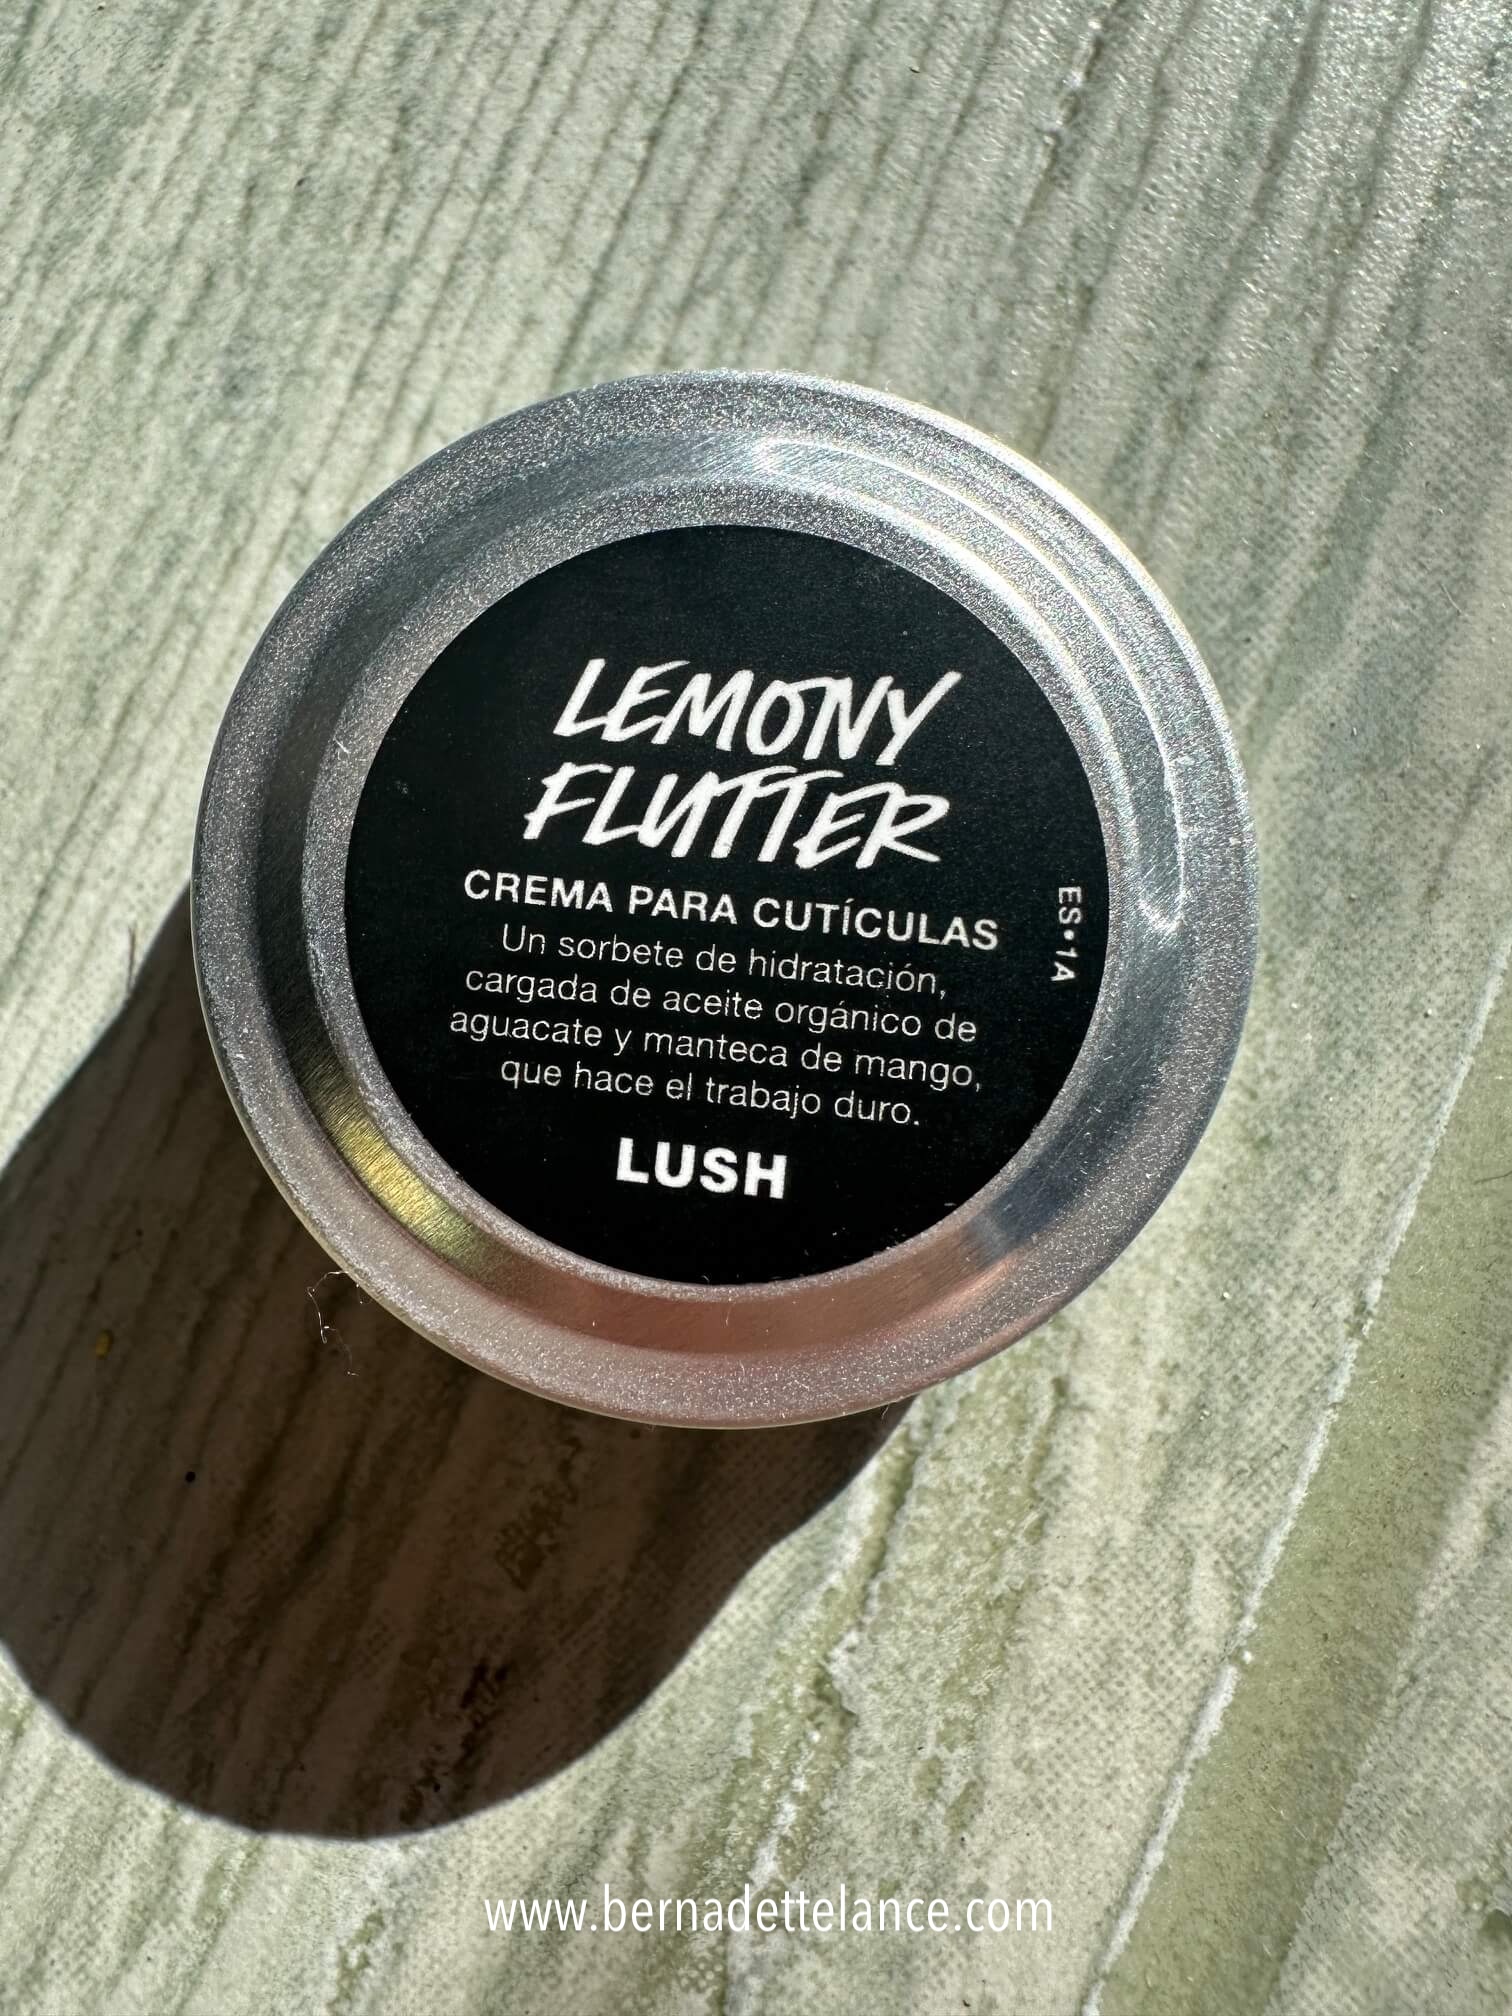 LEMONY
FLUTTER
CREMA PARA CUTÍCULAS
Un sorbete de hidratación,
cargada de aceite orgánico de
aguacate y manteca de mango,
que hace el trabajo duro.
LUSH
ES•1A
www.bernadettelance.com